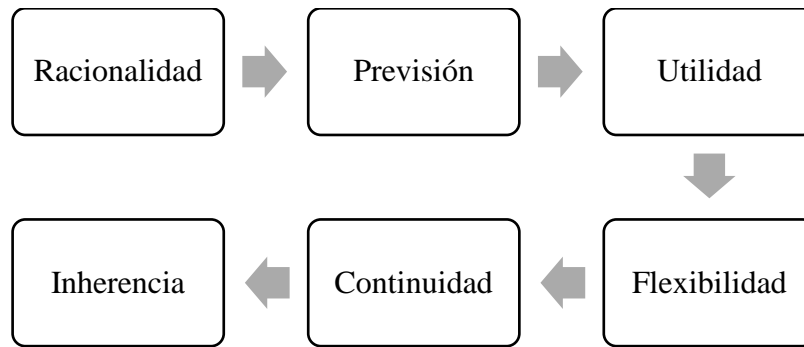 Racionalidad
Previsión
Utilidad
Flexibilidad
Continuidad
Inherencia